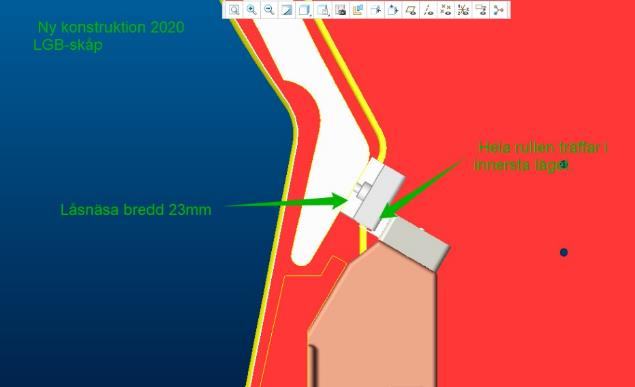 Ny konstruktion 2020
LGB-skåp
Hela rullen träffar i
innersta läget
Låsnäsa bredd 23mm